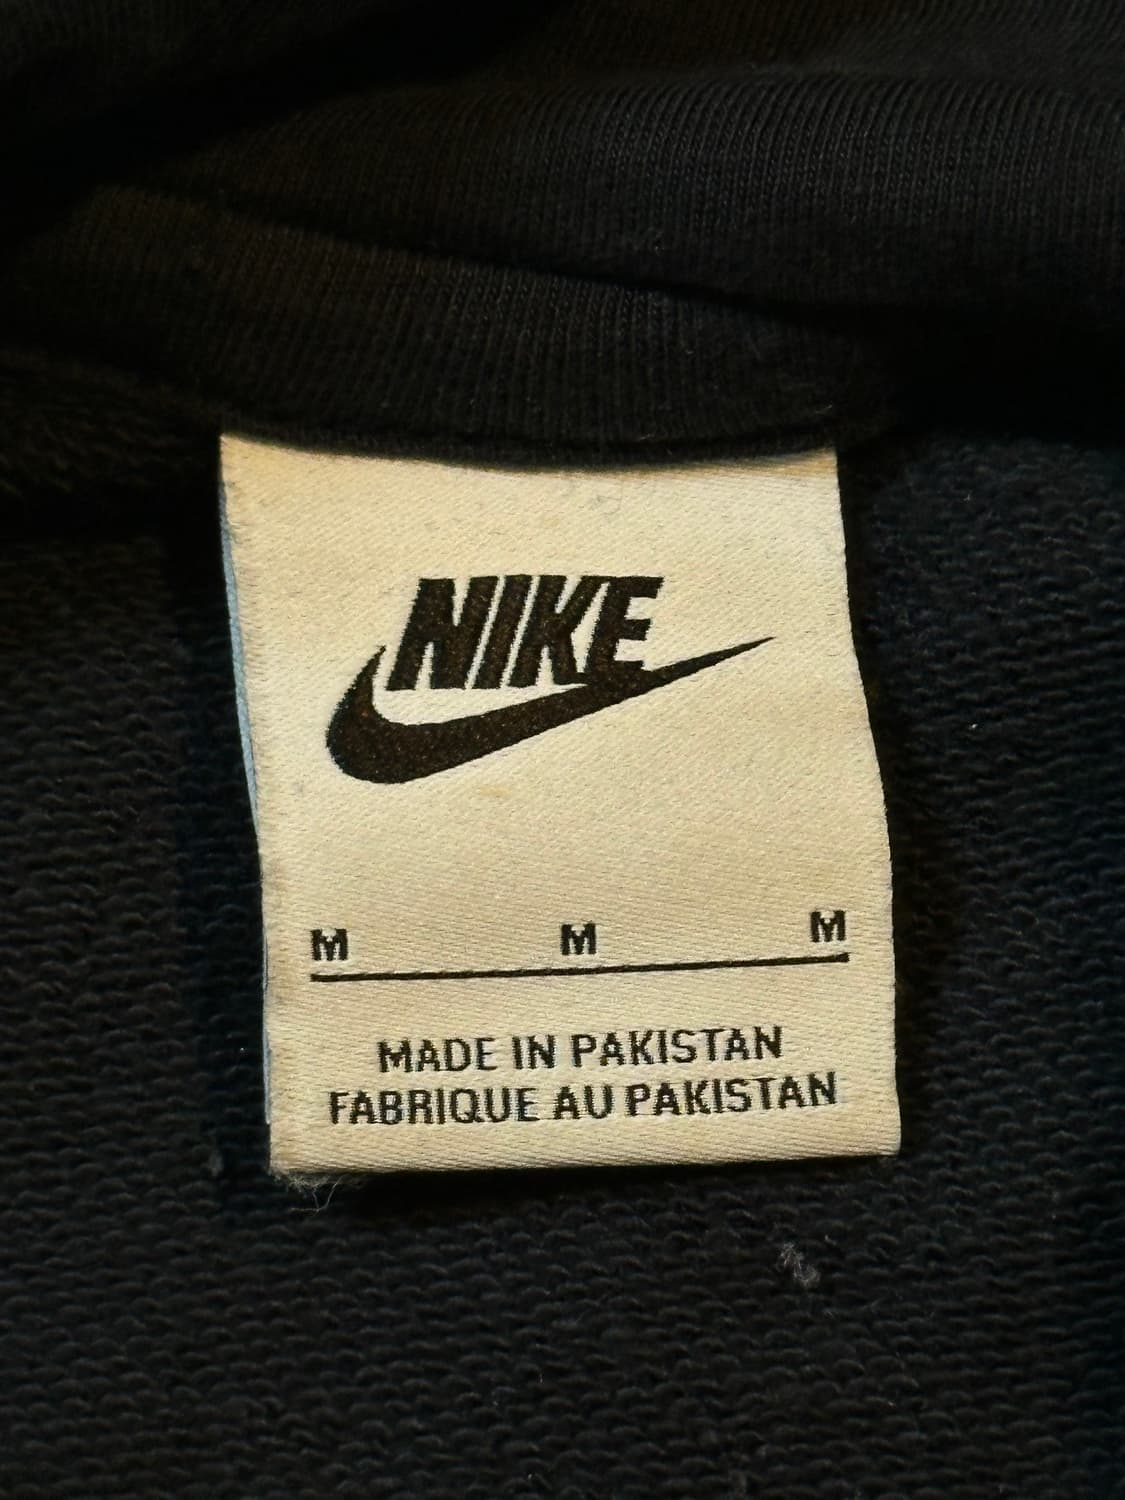 NIKE
M M M
MADE IN PAKISTAN
FABRIQUE AU PAKISTAN